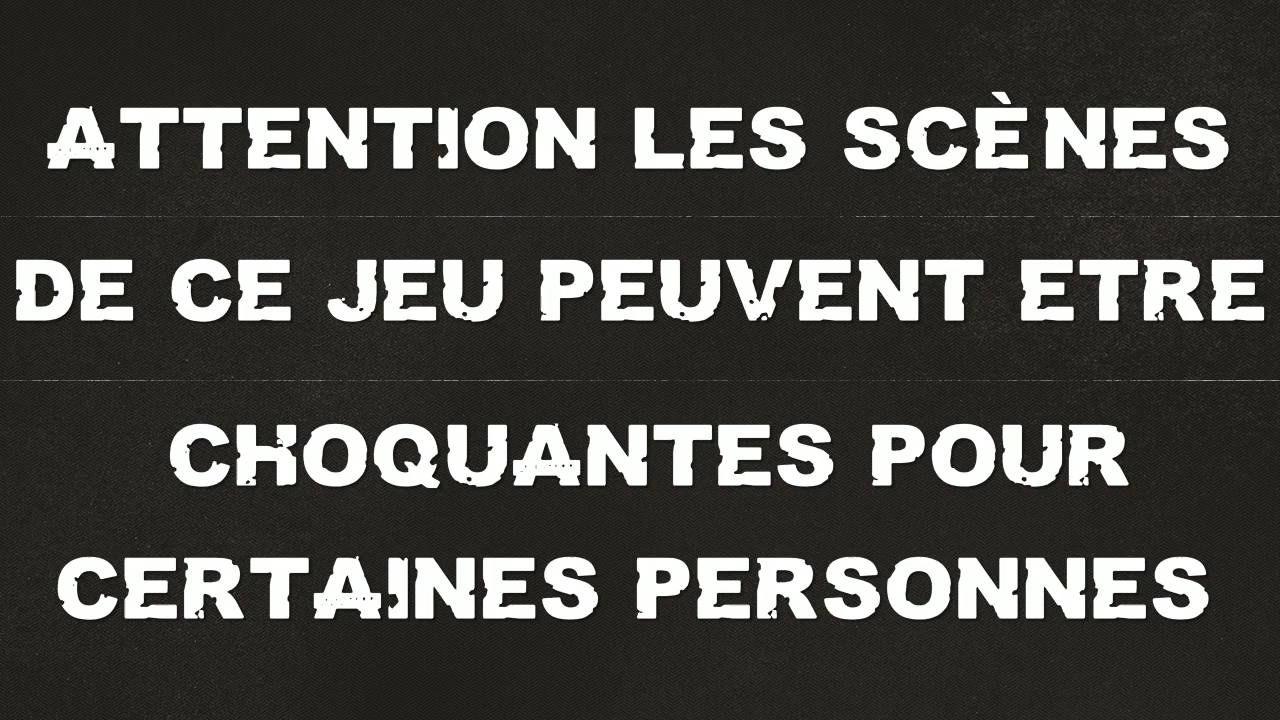 ATTENTION LES SCÈNES
DE CE JEU PEUVENT ETRE
CHOQUANTES POUR
CERTAINES PERSONNES